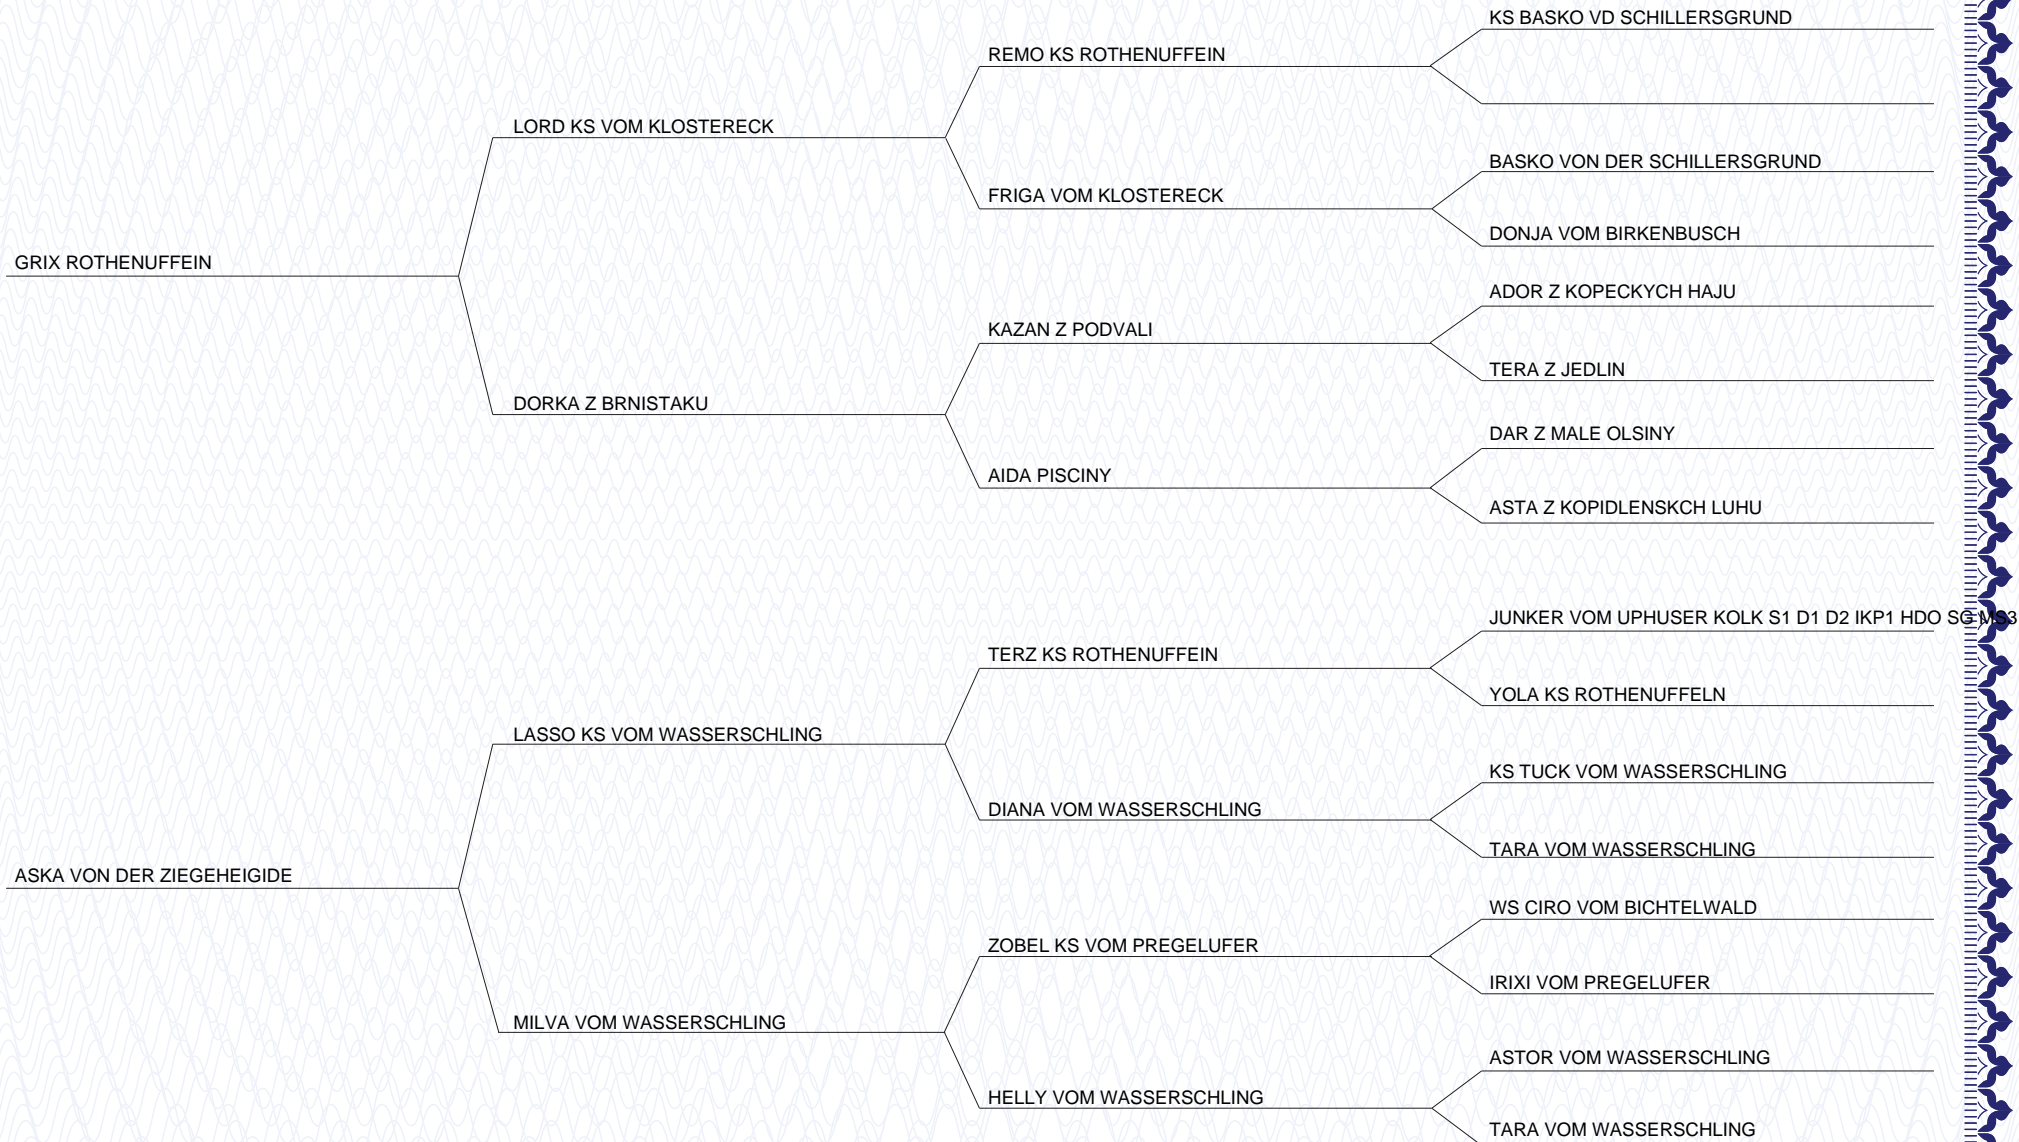 KS BASKO VD SCHILLERSGRUND
REMO KS ROTHENUFFEIN
LORD KS VOM KLOSTERECK
BASKO VON DER SCHILLERSGRUND
FRIGA VOM KLOSTERECK
DONJA VOM BIRKENBUSCH
GRIX ROTHENUFFEIN
ADOR Z KOPECKYCH HAJU
KAZAN Z PODVALI
TERA Z JEDLIN
DORKA Z BRNISTAKU
DAR Z MALE OLSINY
AIDA PISCINY
ASTA Z KOPIDLENSKCH LUHU
JUNKER VOM UPHUSER KOLK S1 D1 D2 IKP1 HDO SG MS3
TERZ KS ROTHENUFFEIN
YOLA KS ROTHENUFFELN
LASSO KS VOM WASSERSCHLING
KS TUCK VOM WASSERSCHLING
DIANA VOM WASSERSCHLING
TARA VOM WASSERSCHLING
ASKA VON DER ZIEGEHEIGIDE
WS CIRO VOM BICHTELWALD
ZOBEL KS VOM PREGELUFER
IRIXI VOM PREGELUFER
MILVA VOM WASSERSCHLING
ASTOR VOM WASSERSCHLING
HELLY VOM WASSERSCHLING
TARA VOM WASSERSCHLING